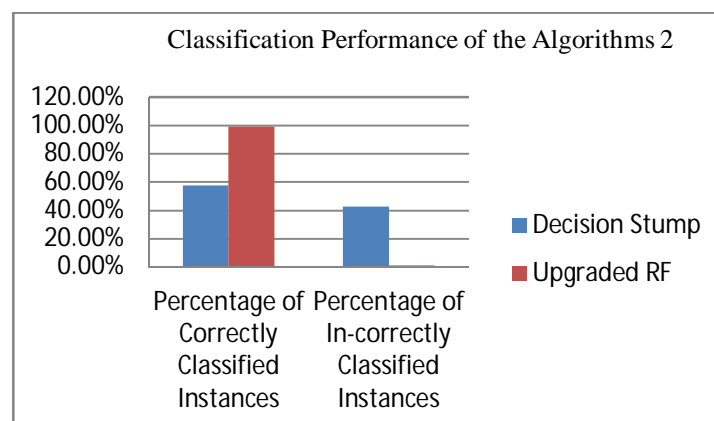 Classification Performance of the Algorithms 2
120.00%
100.00%
80.00%
60.00%
40.00%
20.00%
0.00%
Percentage of
Correctly
Classified
Instances
Percentage of
In-correctly
Classified
Instances
Decision Stump
Upgraded RF